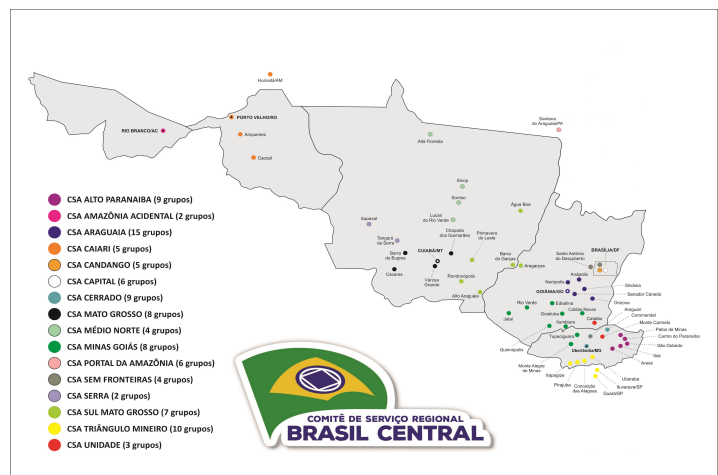 Humaitá/AM
PORTO VELHO/RO
RIO BRANCO/AC
Ariquemes
Cacoal
Santana
do Araguaia/PA
Alta Floresta
Sinop
Sorriso
Lucas
do Rio Verde
Água Boa
Sapezal
Tangará
da Serra
Chapada
dos Guimarães
Primavera
do Leste
Barra
do Bugres
CUIABÁ/MT
Várzea
Grande
Cáceres
Rondonópolis
Alto Araguaia
Barra
do Garças
Aragarças
BRASÍLIA/DF
Santo Antônio
do Descoberto
Anápolis
Nerópolis
GOIÂNIA/GO
Silvânia
Senador Canedo
Orizona
Rio Verde
Edealina
Caldas Novas
Goiatuba
Jataí
Itumbiara
Catalão
Araguari
Coromandel
Monte Carmelo
Patos de Minas
Carmo do Paranaíba
São Gotardo
Ibiá
Araxá
Tupaciguara
Quirinópolis
Uberlândia/MG
Monte Alegre
de Minas
Itapagipe
Pirajuba
Conceição
das Alagoas
Uberaba
Ituverava/SP
Guará/SP
CSA ALTO PARANAIBA (9 grupos)
CSA AMAZÔNIA ACIDENTAL (2 grupos)
CSA ARAGUAIA (15 grupos)
CSA CAIARI (5 grupos)
CSA CANDANGO (5 grupos)
CSA CAPITAL (6 grupos)
CSA CERRADO (9 grupos)
CSA MATO GROSSO (8 grupos)
CSA MÉDIO NORTE (4 grupos)
CSA MINAS GOIÁS (8 grupos)
CSA PORTAL DA AMAZÔNIA (6 grupos)
CSA SEM FRONTEIRAS (4 grupos)
CSA SERRA (2 grupos)
CSA SUL MATO GROSSO (7 grupos)
CSA TRIÂNGULO MINEIRO (10 grupos)
CSA UNIDADE (3 grupos)
COMITÊ DE SERVIÇO REGIONAL
BRASIL CENTRAL